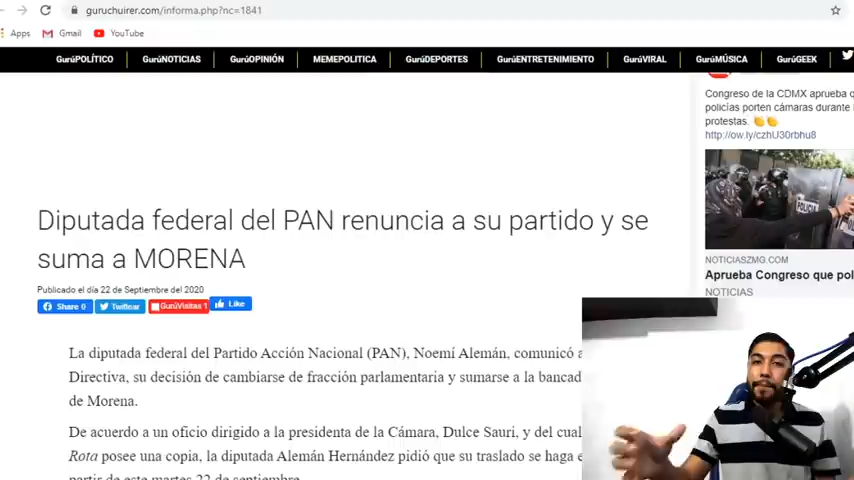 guruchuirer.com/informa.php?nc=1841
Apps Gmail YouTube
GurúPOLÍTICO GurúNOTICIAS GurúOPINIÓN MEMEPOLITICA GurúDEPORTES GurúENTRETENIMIENTO GurúVIRAL GurúMÚSICA GurúGEEK
Congreso de la CDMX aprueba q
policías porten cámaras durante l
protestas.
http://ow.ly/czhU30rbhu8
POLICIA
NOTICIASZMG.COM
Aprueba Congreso que pol
NOTICIAS
Diputada federal del PAN renuncia a su partido y se
suma a MORENA
Publicado el día 22 de Septiembre del 2020
Share 0 Twittear GurúVisitas 1 Like
La diputada federal del Partido Acción Nacional (PAN), Noemí Alemán, comunicó a
Directiva, su decisión de cambiarse de fracción parlamentaria y sumarse a la bancad
de Morena.
De acuerdo a un oficio dirigido a la presidenta de la Cámara, Dulce Sauri, y del cual
Rota posee una copia, la diputada Alemán Hernández pidió que su traslado se haga e
partir de este martes 22 de septiembre.